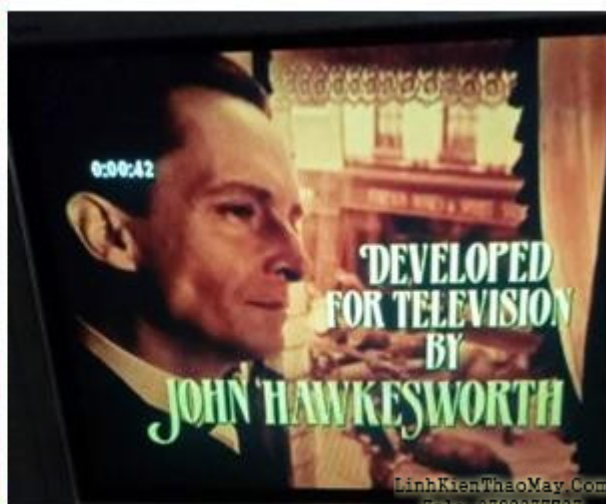 0:00:42
DEVELOPED
FOR TELEVISION
BY
JOHN HAWKESWORTH
LinhKienThaoMay.Com